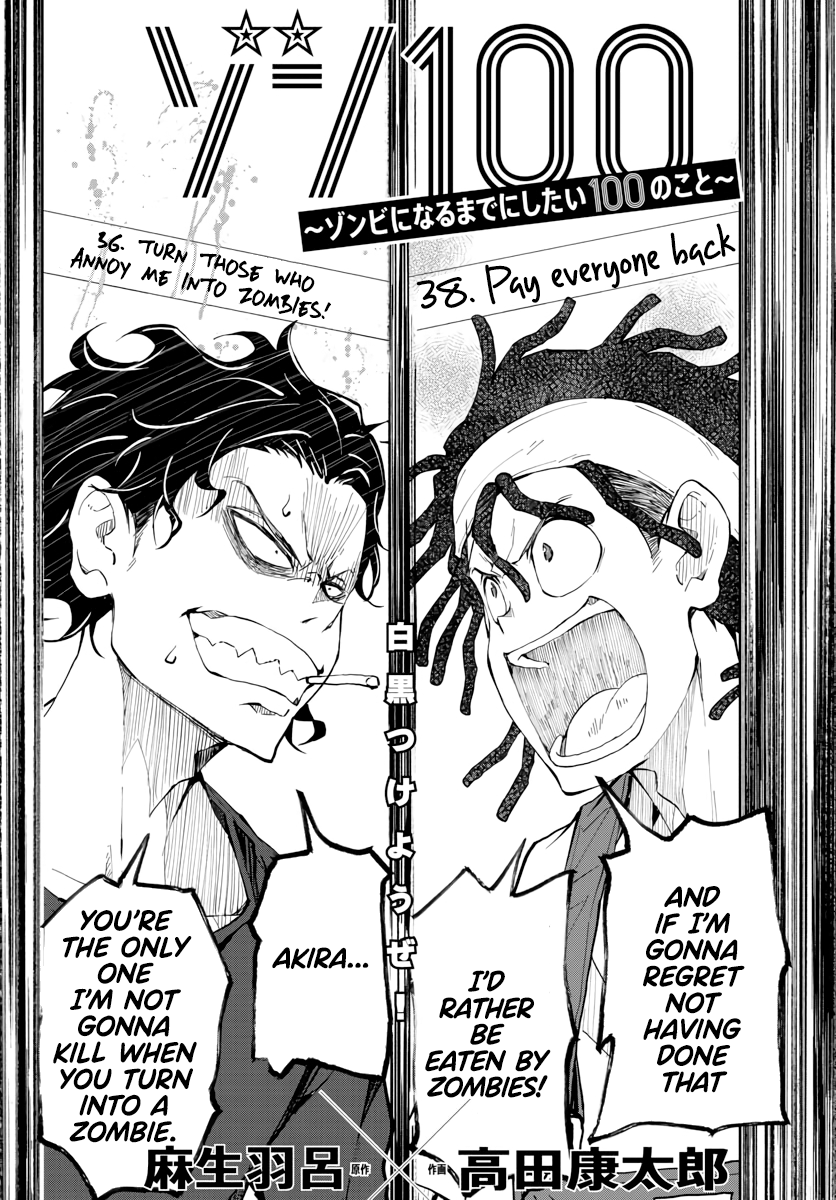 ゾン100
～ゾンビになるまでにしたい100のこと～
36. TURN THOSE WHO
ANNOY ME INTO ZOMBIES!
38. Pay everyone back
白黒つけようぜ！
AND
IF I'M
GONNA
REGRET
NOT
HAVING
DONE
THAT
I'D
RATHER
BE
EATEN BY
ZOMBIES!
AKIRA...
YOU'RE
THE ONLY
ONE
I'M NOT
GONNA
KILL WHEN
YOU TURN
INTO A
ZOMBIE.
麻生羽呂 原作 × 作画 高田康太郎